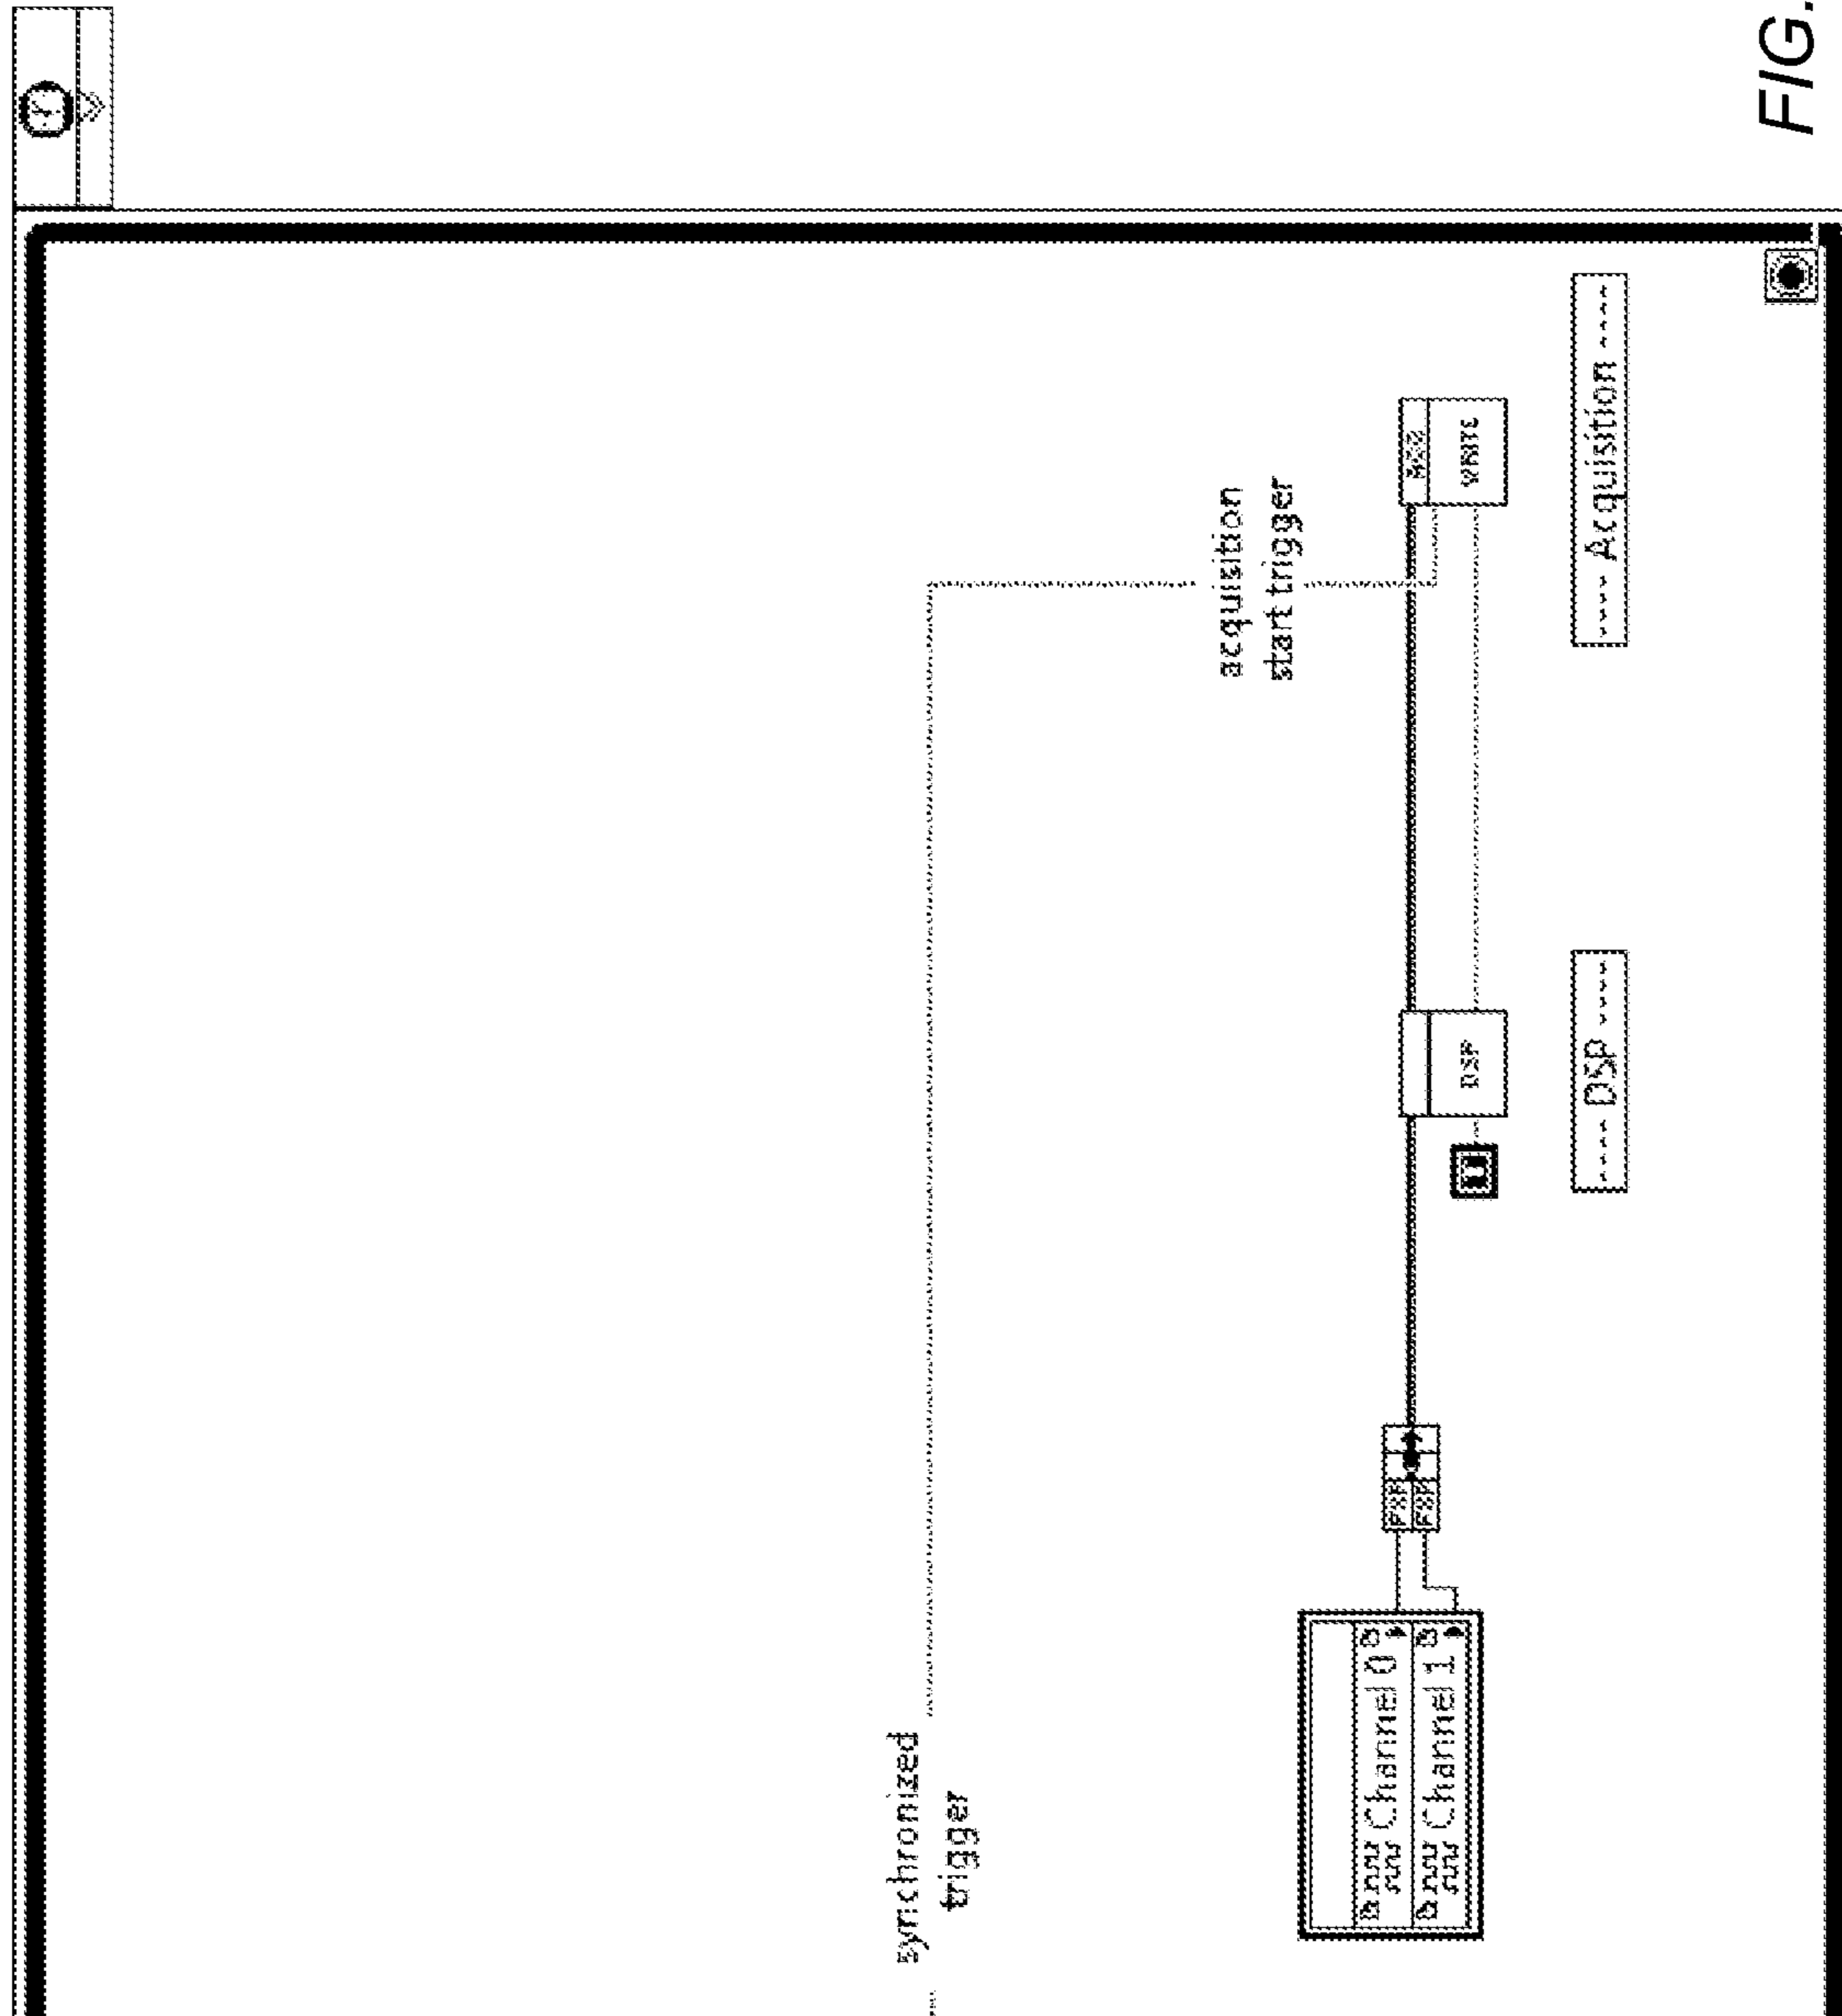 synchronized
trigger
acquisition
start trigger
Channel 0
Channel 1
DSP
WRITE
---- DSP ----
---- Acquisition ----
FIG.